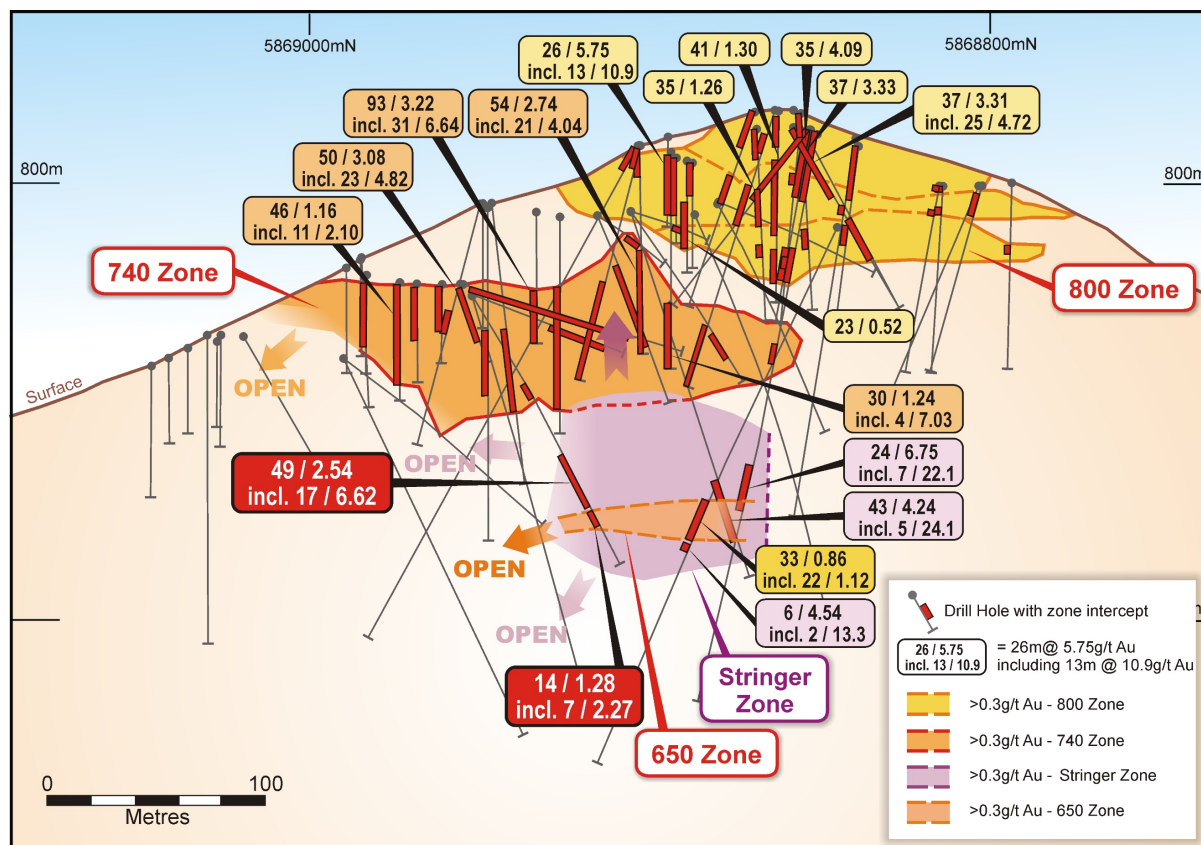 5869000mN
5868800mN
26 / 5.75
incl. 13 / 10.9
41 / 1.30
35 / 4.09
35 / 1.26
37 / 3.33
37 / 3.31
incl. 25 / 4.72
93 / 3.22
incl. 31 / 6.64
54 / 2.74
incl. 21 / 4.04
50 / 3.08
incl. 23 / 4.82
46 / 1.16
incl. 11 / 2.10
800m
800m
740 Zone
800 Zone
23 / 0.52
Surface
OPEN
30 / 1.24
incl. 4 / 7.03
OPEN
49 / 2.54
incl. 17 / 6.62
24 / 6.75
incl. 7 / 22.1
43 / 4.24
incl. 5 / 24.1
OPEN
33 / 0.86
incl. 22 / 1.12
OPEN
6 / 4.54
incl. 2 / 13.3
14 / 1.28
incl. 7 / 2.27
Stringer
Zone
650 Zone
Drill Hole with zone intercept
26 / 5.75
incl. 13 / 10.9
= 26m@ 5.75g/t Au
including 13m @ 10.9g/t Au
>0.3g/t Au - 800 Zone
>0.3g/t Au - 740 Zone
>0.3g/t Au - Stringer Zone
>0.3g/t Au - 650 Zone
0
100
Metres